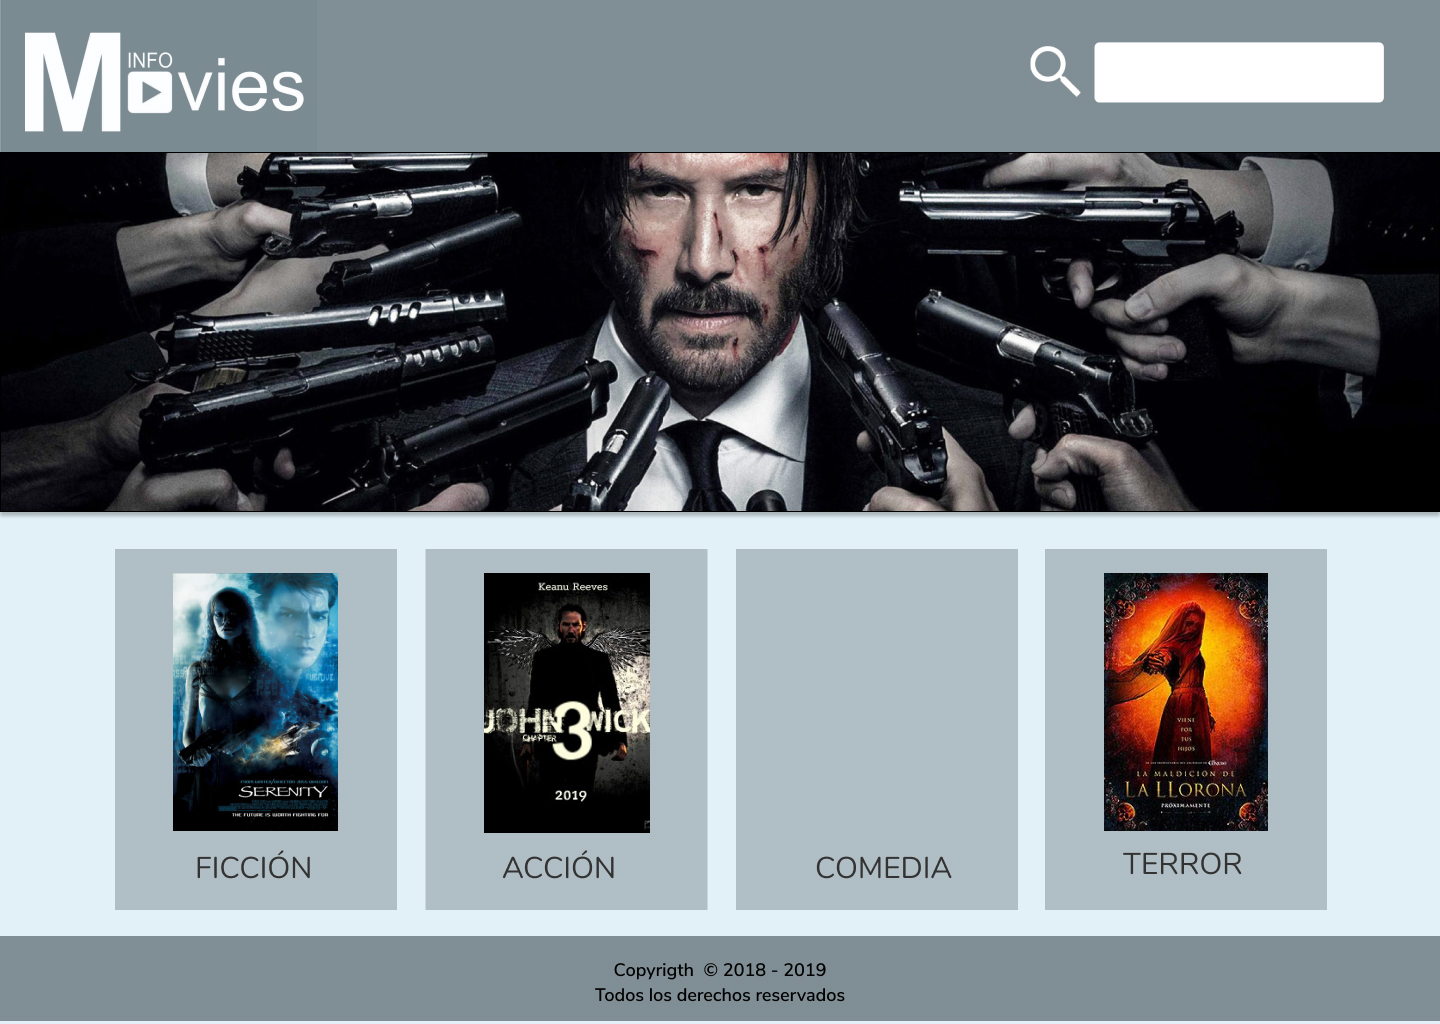 M INFO
ovies
Keanu Reeves
JOHN WICK
CHAPTER 3
2019
SERENITY
THE FUTURE IS WORTH FIGHTING FOR
VIENE
POR
TUS
HIJOS
LA MALDICIÓN DE
LA LLORONA
PRÓXIMAMENTE
FICCIÓN
ACCIÓN
COMEDIA
TERROR
Copyrigth © 2018 - 2019
Todos los derechos reservados